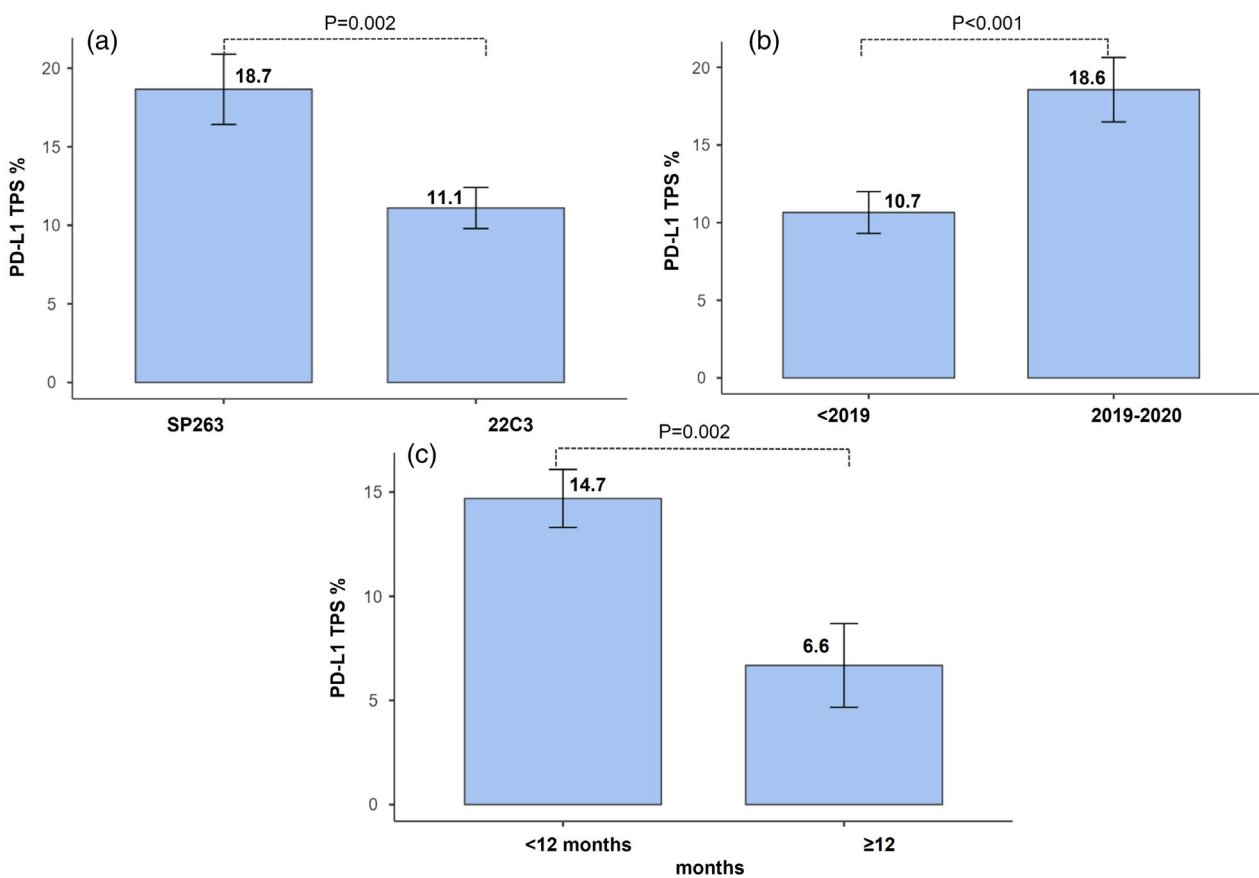 (a)
P=0.002
PD-L1 TPS %
20
15
10
5
0
18.7
11.1
SP263
22C3
(b)
P<0.001
PD-L1 TPS %
20
15
10
5
0
10.7
18.6
<2019
2019-2020
(c)
P=0.002
PD-L1 TPS %
15
10
5
0
14.7
6.6
<12 months
≥12
months